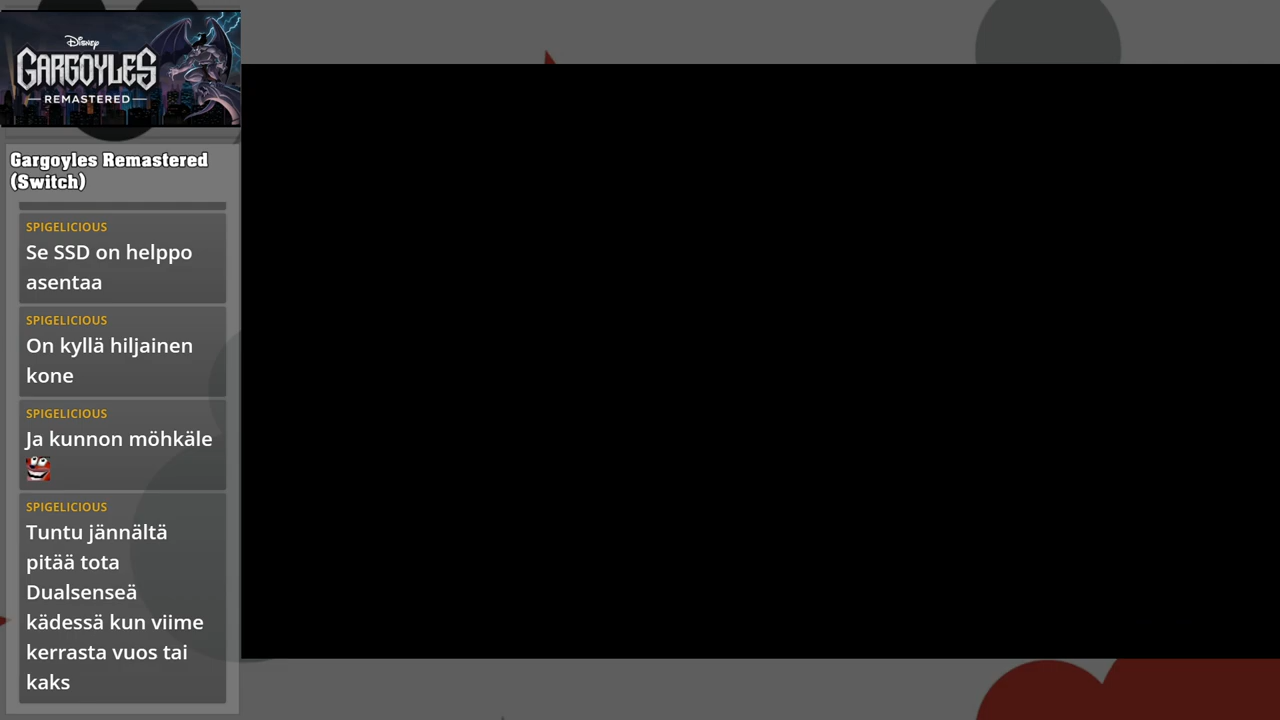 Disney
GARGOYLES
REMASTERED
Gargoyles Remastered
(Switch)
SPIGELICIOUS
Se SSD on helppo
asentaa
SPIGELICIOUS
On kyllä hiljainen
kone
SPIGELICIOUS
Ja kunnon möhkäle
SPIGELICIOUS
Tuntu jännältä
pitää tota
Dualsenseä
kädessä kun viime
kerrasta vuos tai
kaks